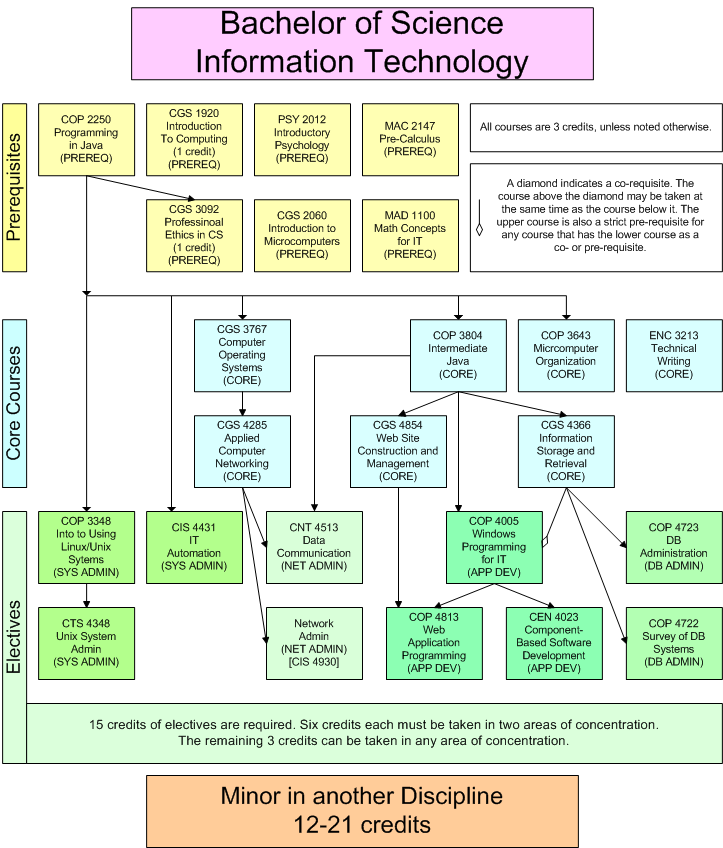 Bachelor of Science
Information Technology
Prerequisites
COP 2250
Programming
in Java
(PREREQ)
CGS 1920
Introduction
To Computing
(1 credit)
(PREREQ)
PSY 2012
Introductory
Psychology
(PREREQ)
MAC 2147
Pre-Calculus
(PREREQ)
All courses are 3 credits, unless noted otherwise.
CGS 3092
Professinoal
Ethics in CS
(1 credit)
(PREREQ)
CGS 2060
Introduction to
Microcomputers
(PREREQ)
MAD 1100
Math Concepts
for IT
(PREREQ)
A diamond indicates a co-requisite. The
course above the diamond may be taken at
the same time as the course below it. The
upper course is also a strict pre-requisite for
any course that has the lower course as a
co- or pre-requisite.
Core Courses
CGS 3767
Computer
Operating
Systems
(CORE)
COP 3804
Intermediate
Java
(CORE)
COP 3643
Micrcomputer
Organization
(CORE)
ENC 3213
Technical
Writing
(CORE)
CGS 4285
Applied
Computer
Networking
(CORE)
CGS 4854
Web Site
Construction and
Management
(CORE)
CGS 4366
Information
Storage and
Retrieval
(CORE)
Electives
COP 3348
Into to Using
Linux/Unix
Sytems
(SYS ADMIN)
CIS 4431
IT
Automation
(SYS ADMIN)
CNT 4513
Data
Communication
(NET ADMIN)
COP 4005
Windows
Programming
for IT
(APP DEV)
COP 4723
DB
Administration
(DB ADMIN)
CTS 4348
Unix System
Admin
(SYS ADMIN)
Network
Admin
(NET ADMIN)
[CIS 4930]
COP 4813
Web
Application
Programming
(APP DEV)
CEN 4023
Component-
Based Software
Development
(APP DEV)
COP 4722
Survey of DB
Systems
(DB ADMIN)
15 credits of electives are required. Six credits each must be taken in two areas of concentration.
The remaining 3 credits can be taken in any area of concentration.
Minor in another Discipline
12-21 credits